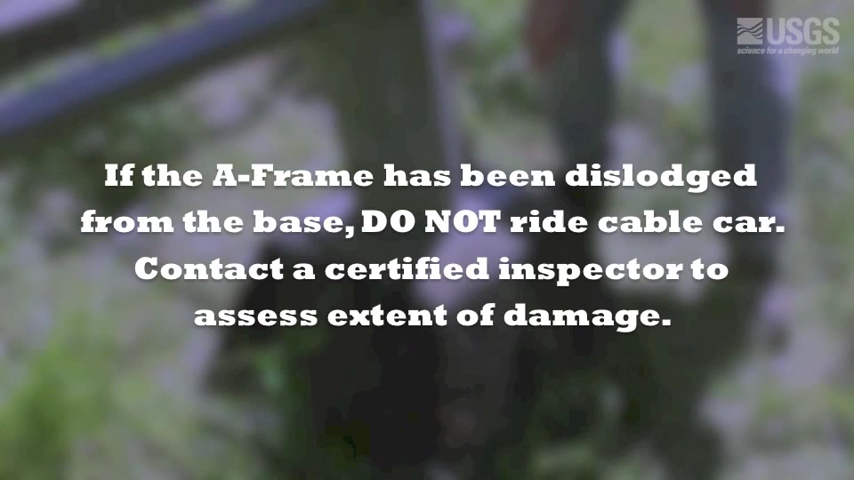 USGS
science for a changing world
If the A-Frame has been dislodged
from the base, DO NOT ride cable car.
Contact a certified inspector to
assess extent of damage.